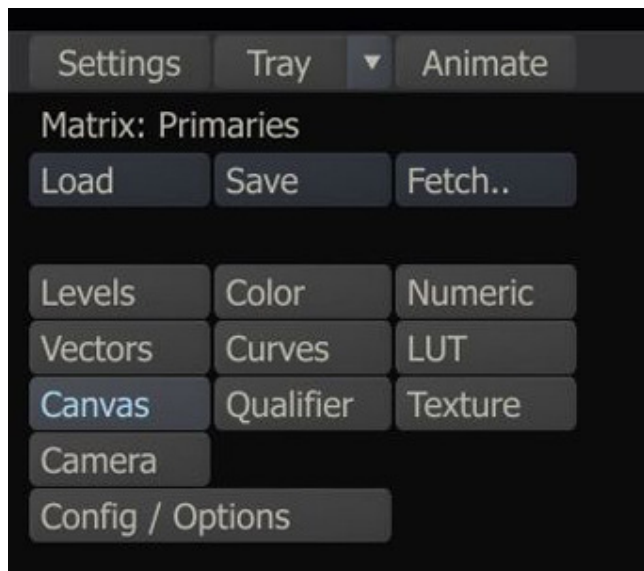 Settings Tray ▼ Animate
Matrix: Primaries
Load Save Fetch..
Levels Color Numeric
Vectors Curves LUT
Canvas Qualifier Texture
Camera
Config / Options